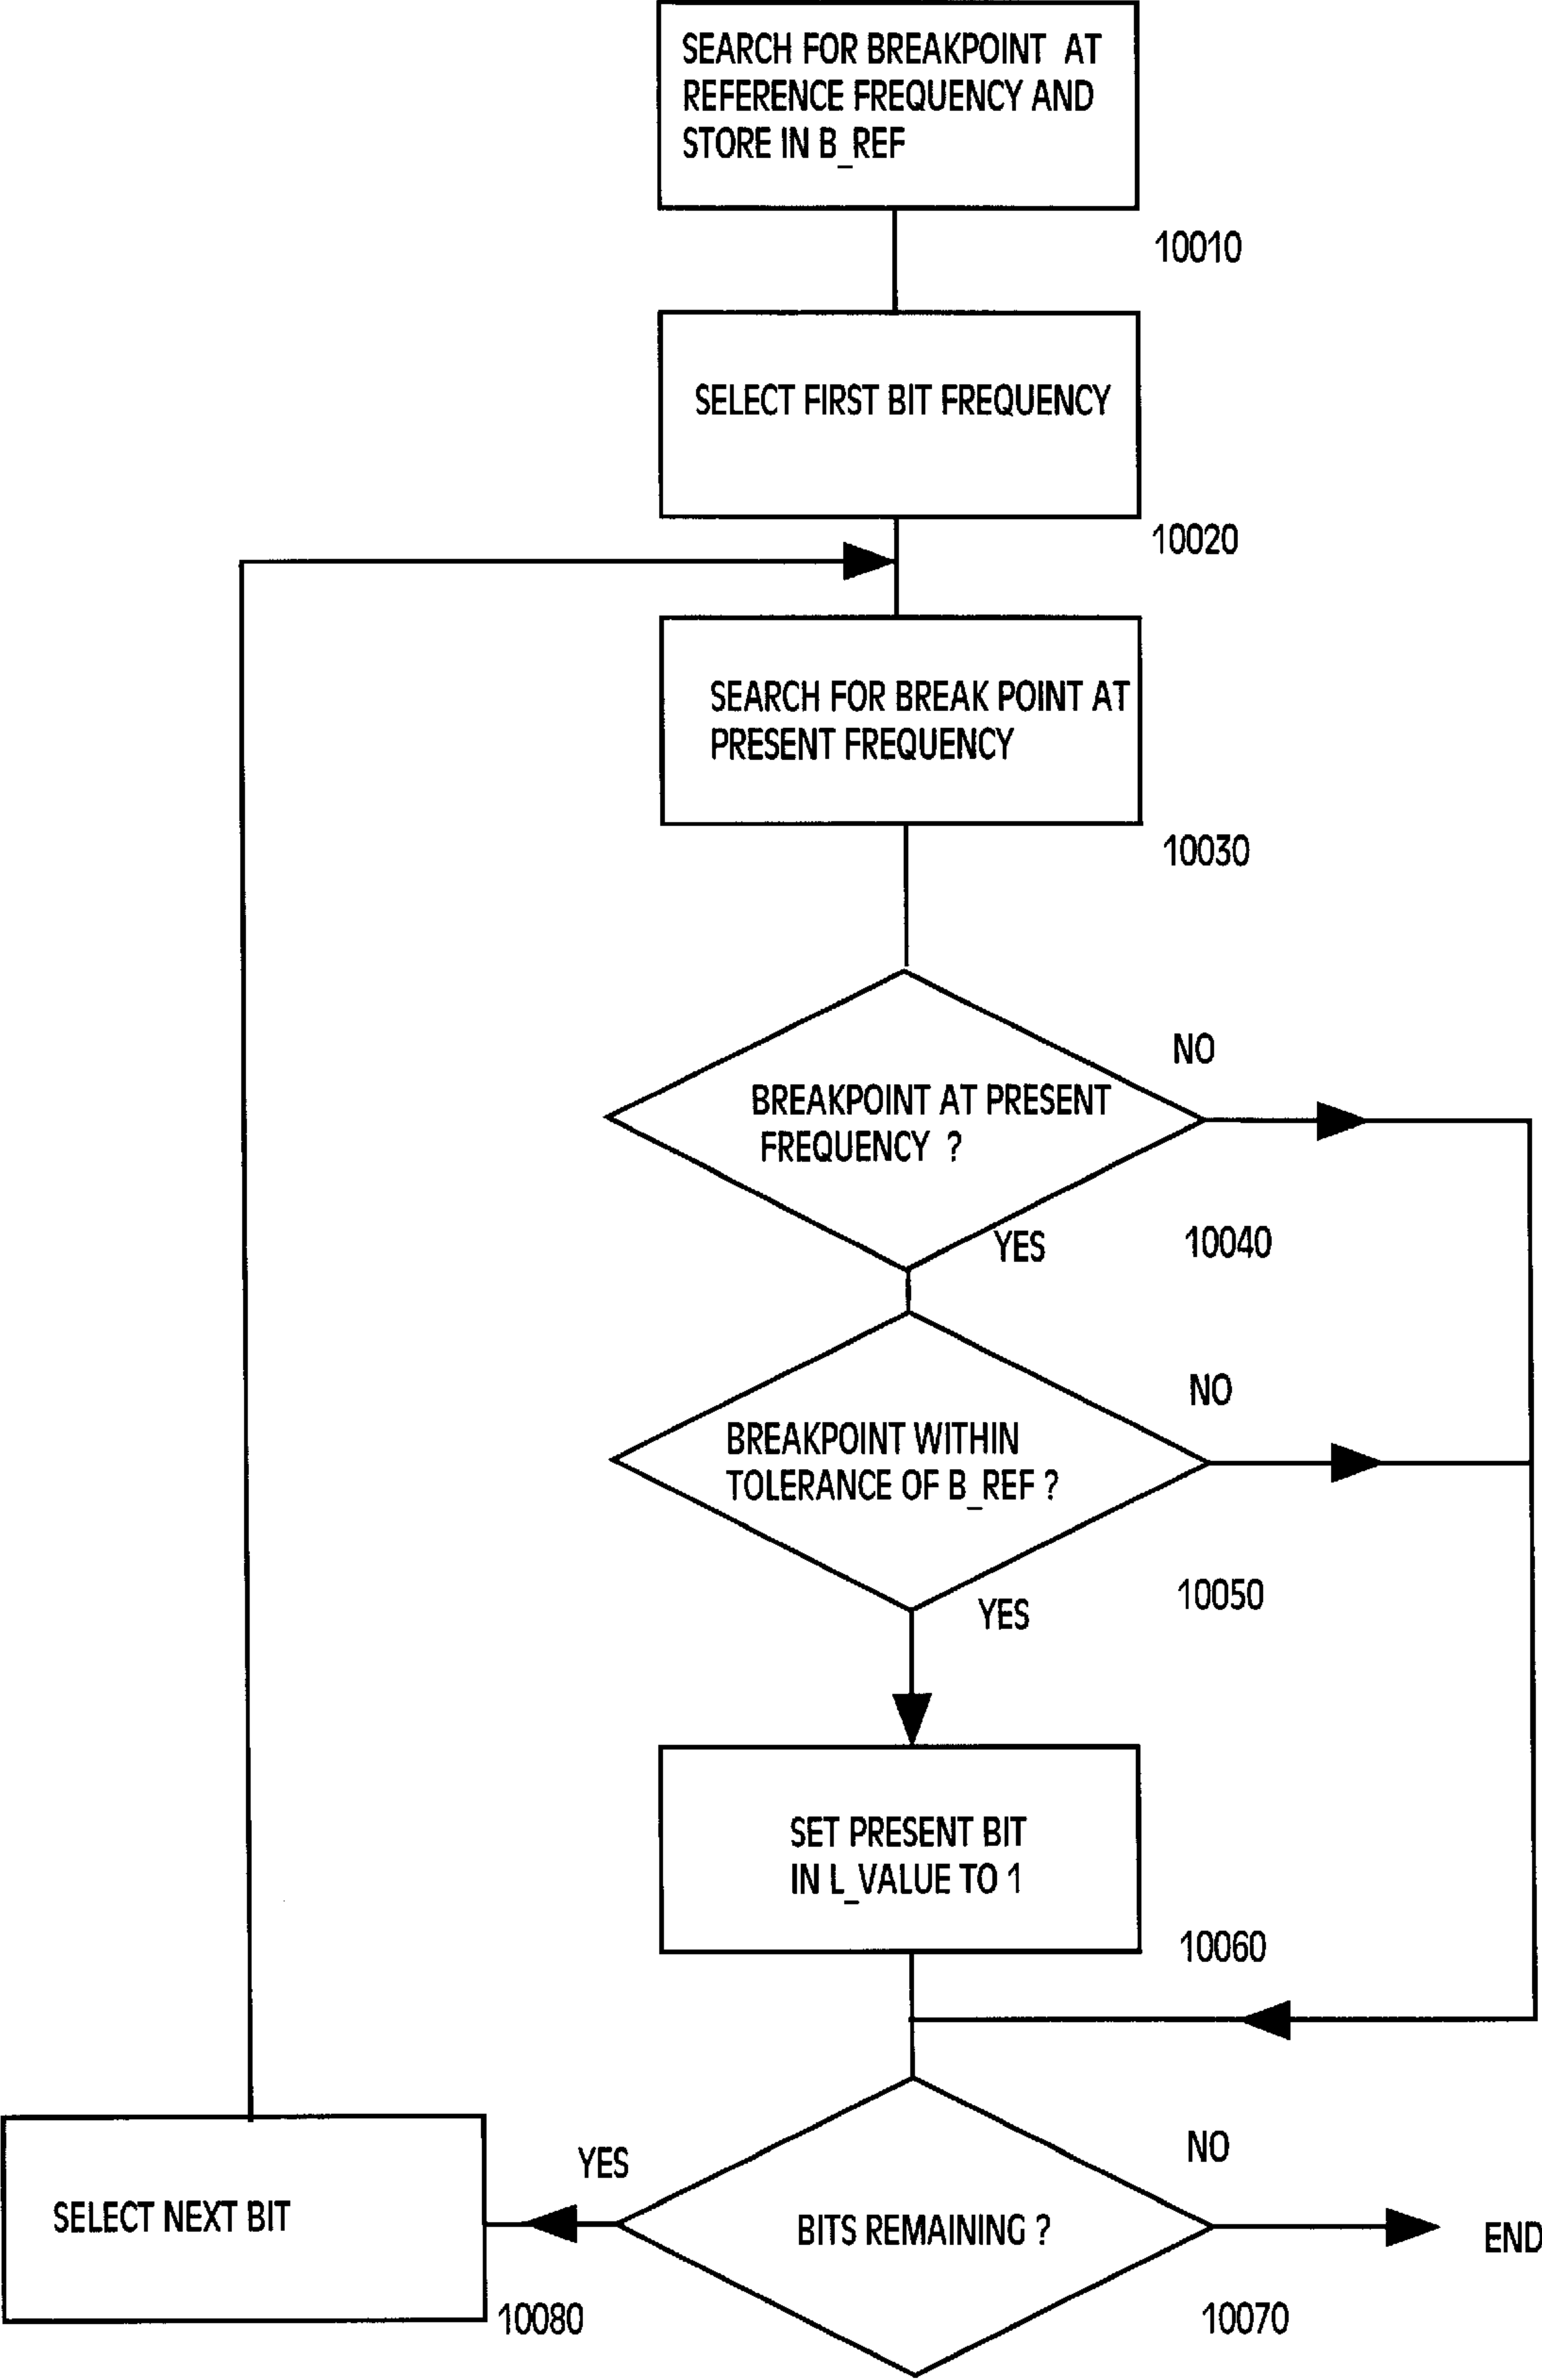 SEARCH FOR BREAKPOINT AT
REFERENCE FREQUENCY AND
STORE IN B_REF
10010
SELECT FIRST BIT FREQUENCY
10020
SEARCH FOR BREAK POINT AT
PRESENT FREQUENCY
10030
NO
BREAKPOINT AT PRESENT
FREQUENCY ?
YES
10040
NO
BREAKPOINT WITHIN
TOLERANCE OF B_REF ?
YES
10050
SET PRESENT BIT
IN L_VALUE TO 1
10060
YES
NO
SELECT NEXT BIT
BITS REMAINING ?
END
10080
10070